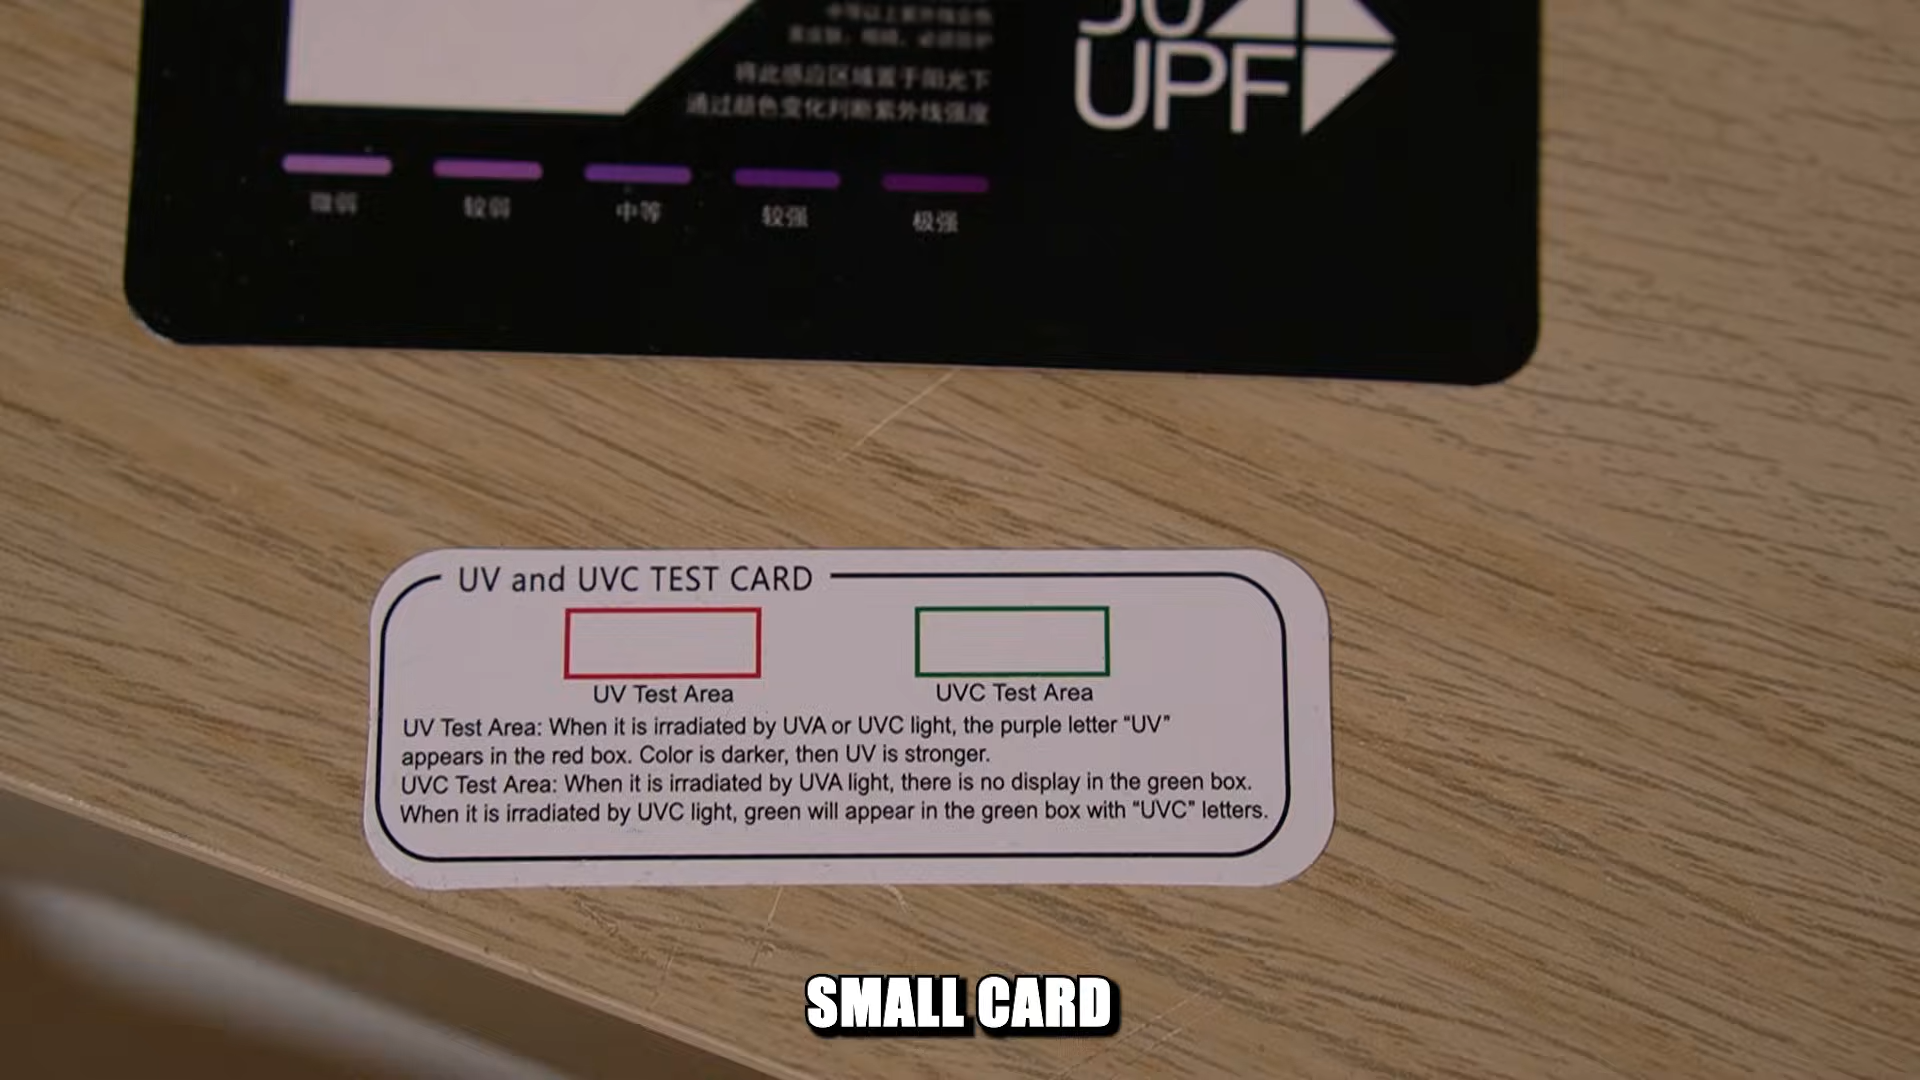 50
UPF
将此感应区域置于阳光下
通过颜色变化判断紫外线强度
微弱
较弱
中等
较强
极强
UV and UVC TEST CARD
UV Test Area
UVC Test Area
UV Test Area: When it is irradiated by UVA or UVC light, the purple letter “UV”
appears in the red box. Color is darker, then UV is stronger.
UVC Test Area: When it is irradiated by UVA light, there is no display in the green box.
When it is irradiated by UVC light, green will appear in the green box with “UVC” letters.
SMALL CARD